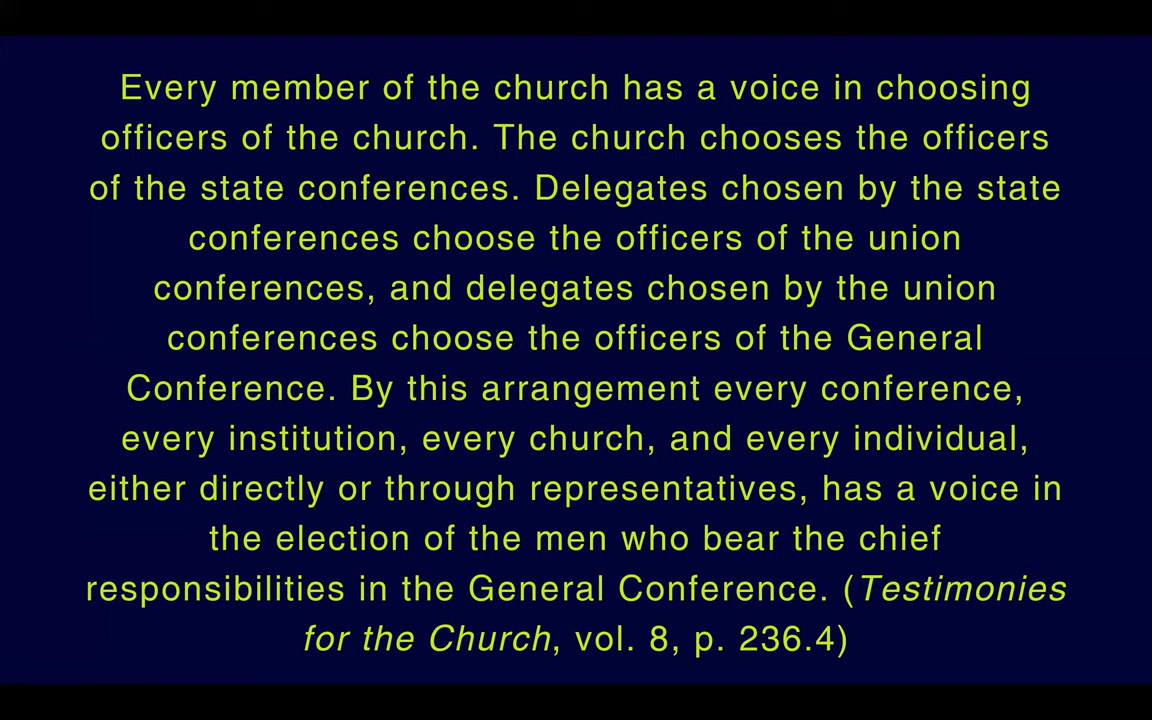 Every member of the church has a voice in choosing
officers of the church. The church chooses the officers
of the state conferences. Delegates chosen by the state
conferences choose the officers of the union
conferences, and delegates chosen by the union
conferences choose the officers of the General
Conference. By this arrangement every conference,
every institution, every church, and every individual,
either directly or through representatives, has a voice in
the election of the men who bear the chief
responsibilities in the General Conference. (Testimonies
for the Church, vol. 8, p. 236.4)